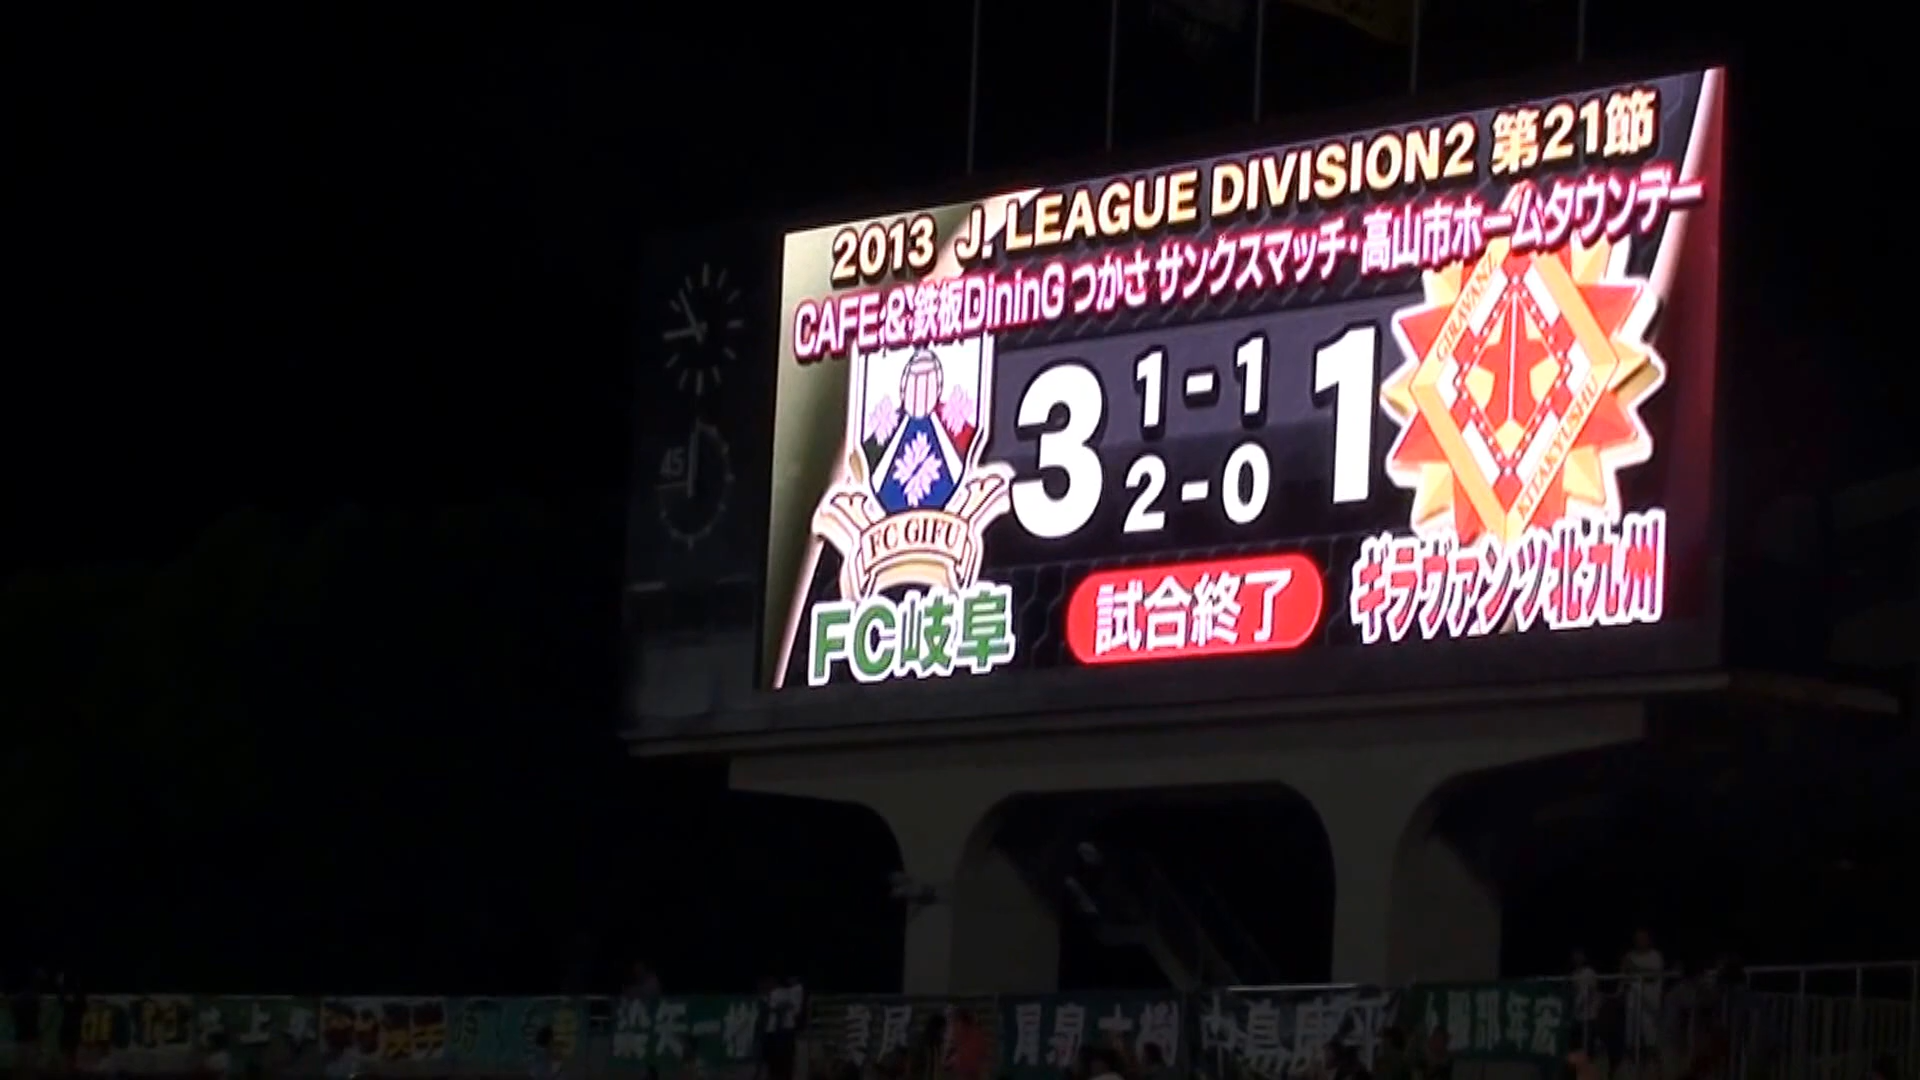 2013 J. LEAGUE DIVISION2 第21節
CAFE&鉄板DininG つかさ サンクスマッチ・高山市ホームタウンデー
3 1-1 1
2-0
FC GIFU
GIRAVANZ
KITAKYUSHU
FC岐阜
試合終了
ギラヴァンツ北九州
45